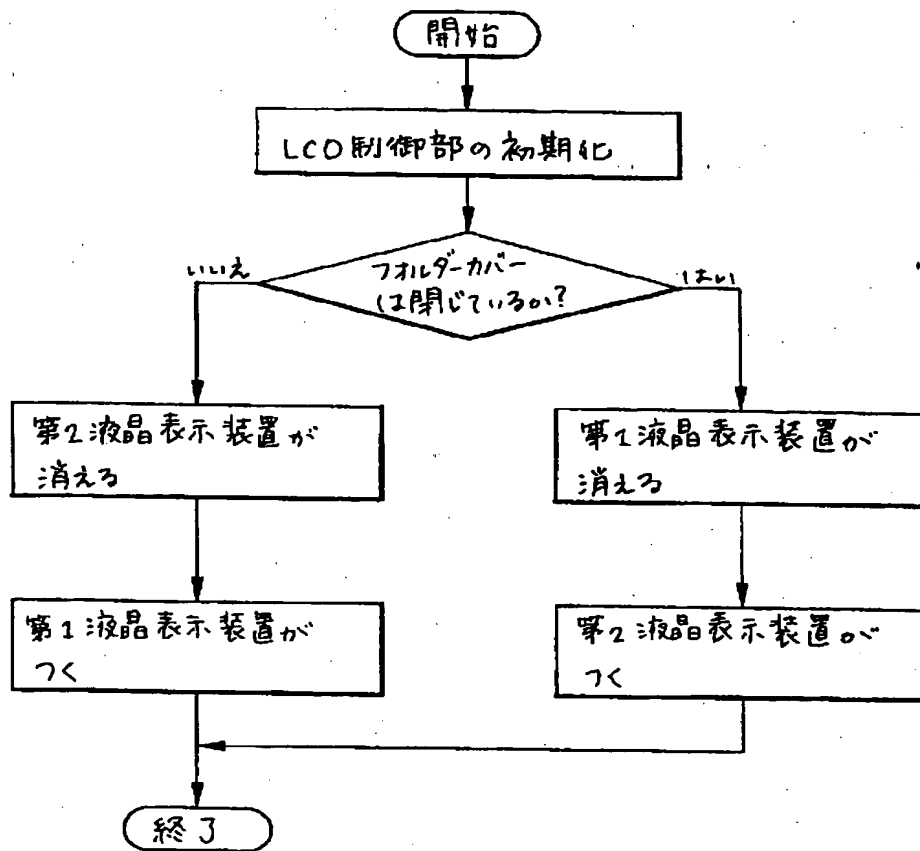 開始
LCD制御部の初期化
フォルダーカバー
は閉じているか?
いいえ
はい
第2液晶表示装置が
消える
第1液晶表示装置が
消える
第1液晶表示装置が
つく
第2液晶表示装置が
つく
終了